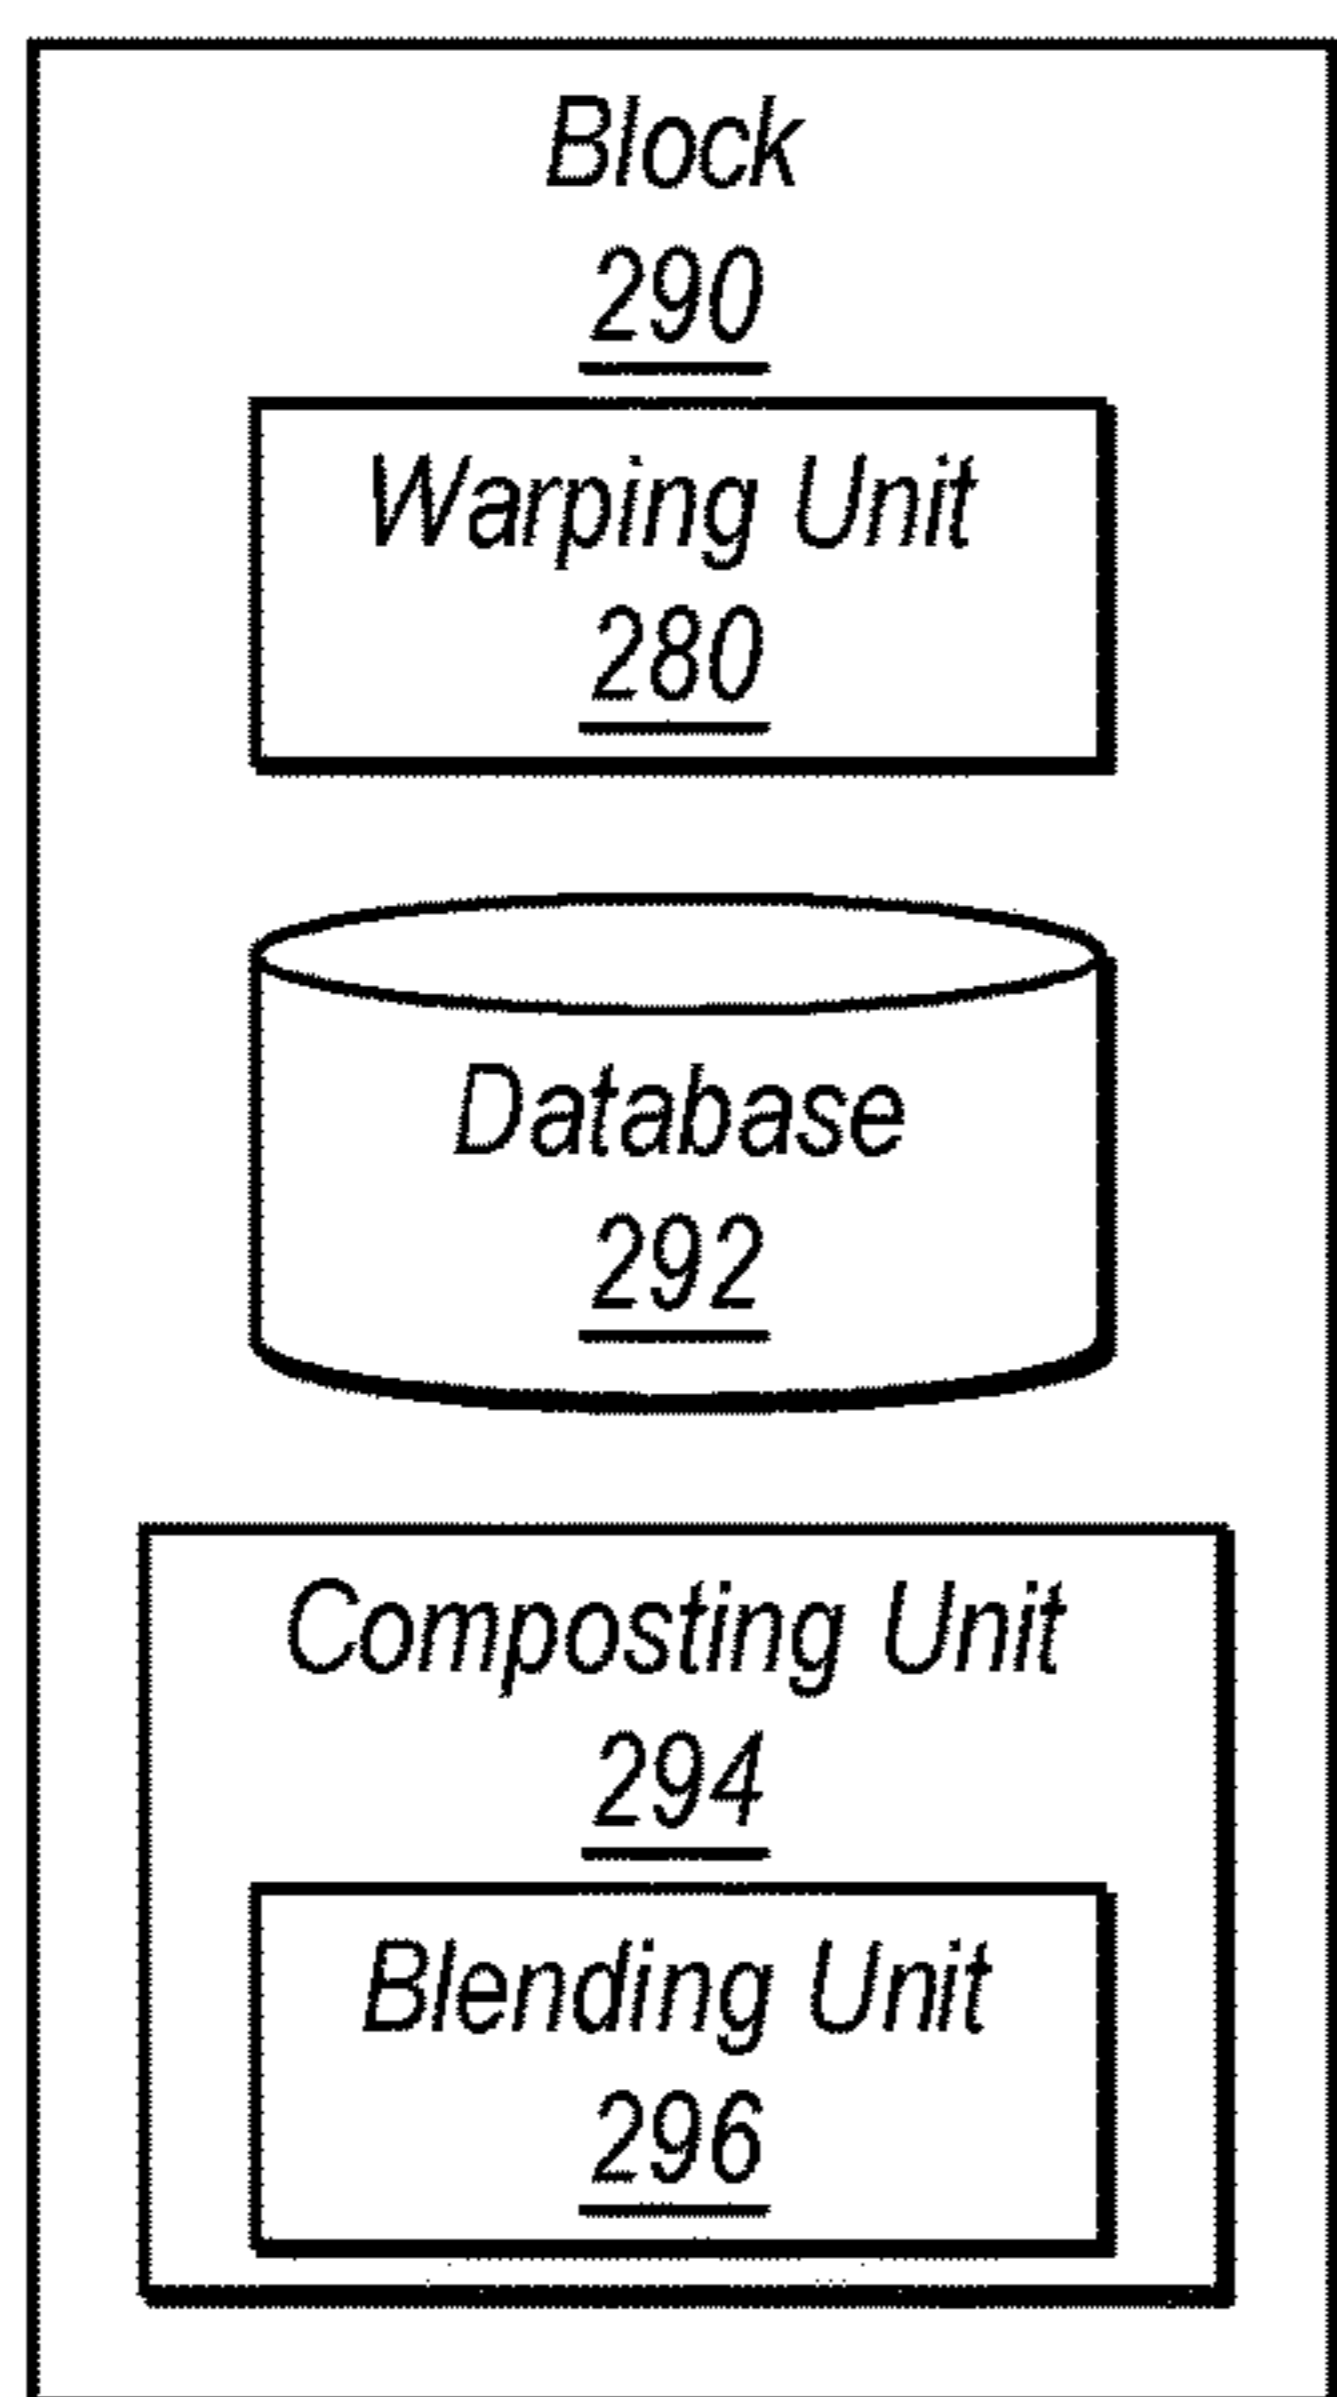 Block
290
Warping Unit
280
Database
292
Composting Unit
294
Blending Unit
296